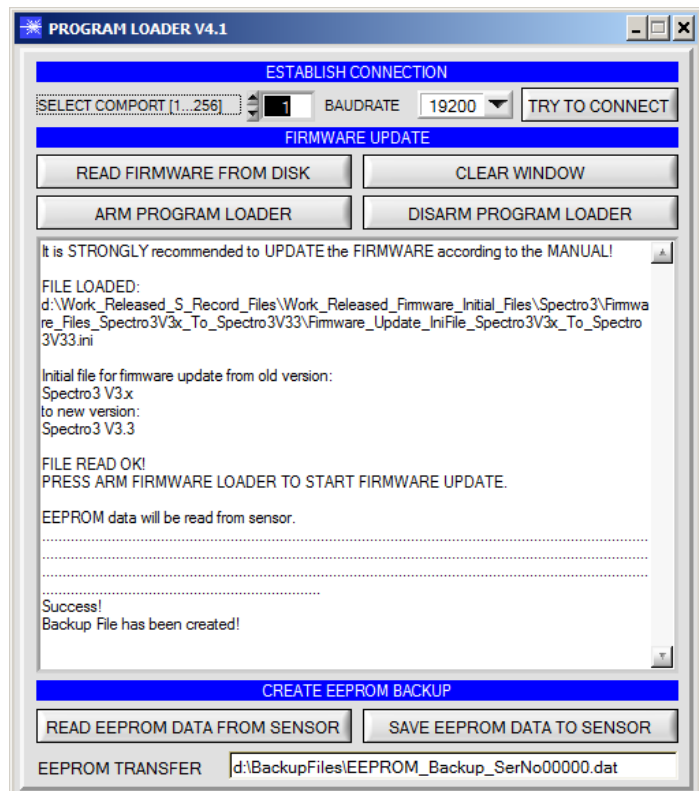 PROGRAM LOADER V4.1
ESTABLISH CONNECTION
SELECT COMPORT [1...256] 1 BAUDRATE 19200 TRY TO CONNECT
FIRMWARE UPDATE
READ FIRMWARE FROM DISK CLEAR WINDOW
ARM PROGRAM LOADER DISARM PROGRAM LOADER
It is STRONGLY recommended to UPDATE the FIRMWARE according to the MANUAL!
FILE LOADED:
d:\Work_Released_S_Record_Files\Work_Released_Firmware_Initial_Files\Spectro3\Firmwa
re_Files_Spectro3V3x_To_Spectro3V33\Firmware_Update_IniFile_Spectro3V3x_To_Spectro
3V33.ini
Initial file for firmware update from old version:
Spectro3 V3.x
to new version:
Spectro3 V3.3
FILE READ OK!
PRESS ARM FIRMWARE LOADER TO START FIRMWARE UPDATE.
EEPROM data will be read from sensor.
Success!
Backup File has been created!
CREATE EEPROM BACKUP
READ EEPROM DATA FROM SENSOR SAVE EEPROM DATA TO SENSOR
EEPROM TRANSFER d:\BackupFiles\EEPROM_Backup_SerNo00000.dat